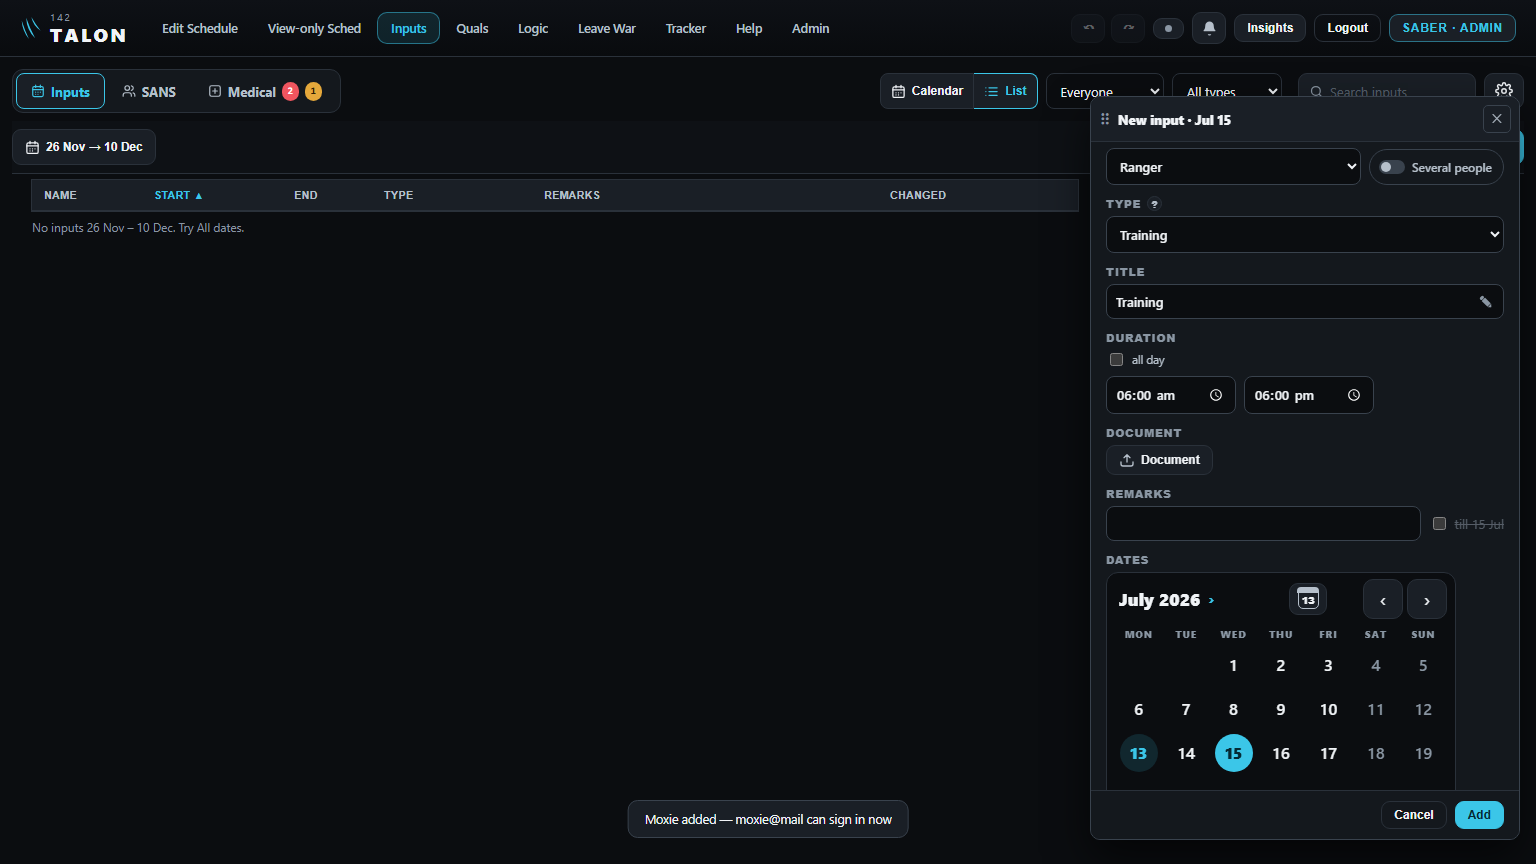 142
TALON
Edit Schedule
View-only Sched
Inputs
Quals
Logic
Leave War
Tracker
Help
Admin
Insights
Logout
SABER · ADMIN
Inputs
SANS
Medical 2 1
Calendar
List
Everyone
All types
Search inputs
26 Nov → 10 Dec
NAME START ▲ END TYPE REMARKS CHANGED
No inputs 26 Nov – 10 Dec. Try All dates.
New input · Jul 15
Ranger
Several people
TYPE ?
Training
TITLE
Training
DURATION
all day
06:00 am
06:00 pm
DOCUMENT
Document
REMARKS
till 15 Jul
DATES
July 2026 ›
13
‹ ›
MON TUE WED THU FRI SAT SUN
1 2 3 4 5
6 7 8 9 10 11 12
13 14 15 16 17 18 19
Cancel
Add
Moxie added — moxie@mail can sign in now